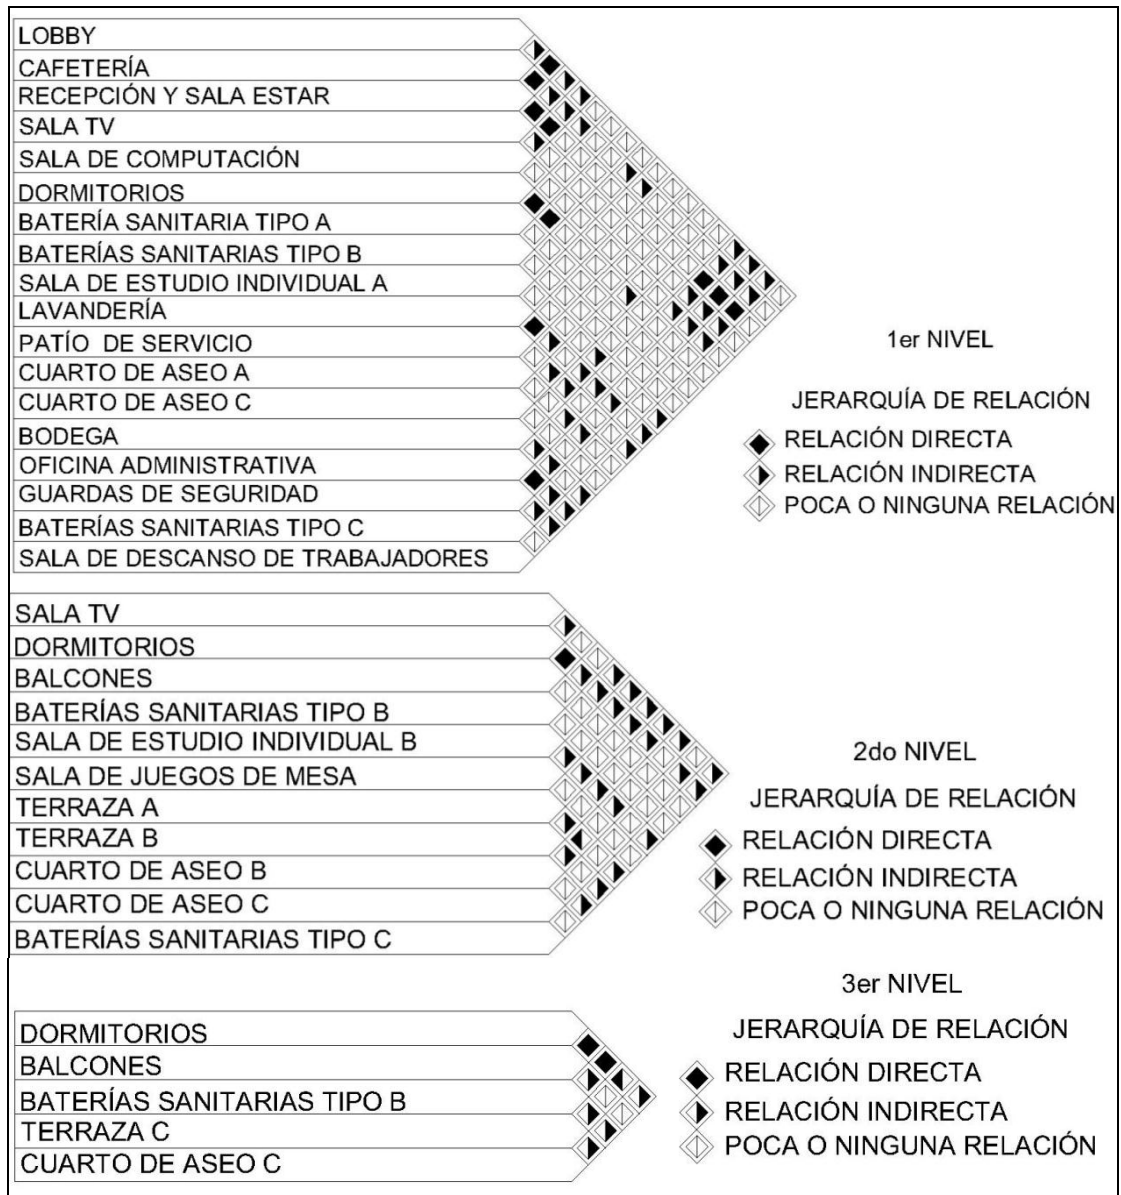 LOBBY
CAFETERÍA
RECEPCIÓN Y SALA ESTAR
SALA TV
SALA DE COMPUTACIÓN
DORMITORIOS
BATERÍA SANITARIA TIPO A
BATERÍAS SANITARIAS TIPO B
SALA DE ESTUDIO INDIVIDUAL A
LAVANDERÍA
PATÍO DE SERVICIO
CUARTO DE ASEO A
CUARTO DE ASEO C
BODEGA
OFICINA ADMINISTRATIVA
GUARDAS DE SEGURIDAD
BATERÍAS SANITARIAS TIPO C
SALA DE DESCANSO DE TRABAJADORES
1er NIVEL
JERARQUÍA DE RELACIÓN
RELACIÓN DIRECTA
RELACIÓN INDIRECTA
POCA O NINGUNA RELACIÓN
SALA TV
DORMITORIOS
BALCONES
BATERÍAS SANITARIAS TIPO B
SALA DE ESTUDIO INDIVIDUAL B
SALA DE JUEGOS DE MESA
TERRAZA A
TERRAZA B
CUARTO DE ASEO B
CUARTO DE ASEO C
BATERÍAS SANITARIAS TIPO C
2do NIVEL
JERARQUÍA DE RELACIÓN
RELACIÓN DIRECTA
RELACIÓN INDIRECTA
POCA O NINGUNA RELACIÓN
DORMITORIOS
BALCONES
BATERÍAS SANITARIAS TIPO B
TERRAZA C
CUARTO DE ASEO C
3er NIVEL
JERARQUÍA DE RELACIÓN
RELACIÓN DIRECTA
RELACIÓN INDIRECTA
POCA O NINGUNA RELACIÓN